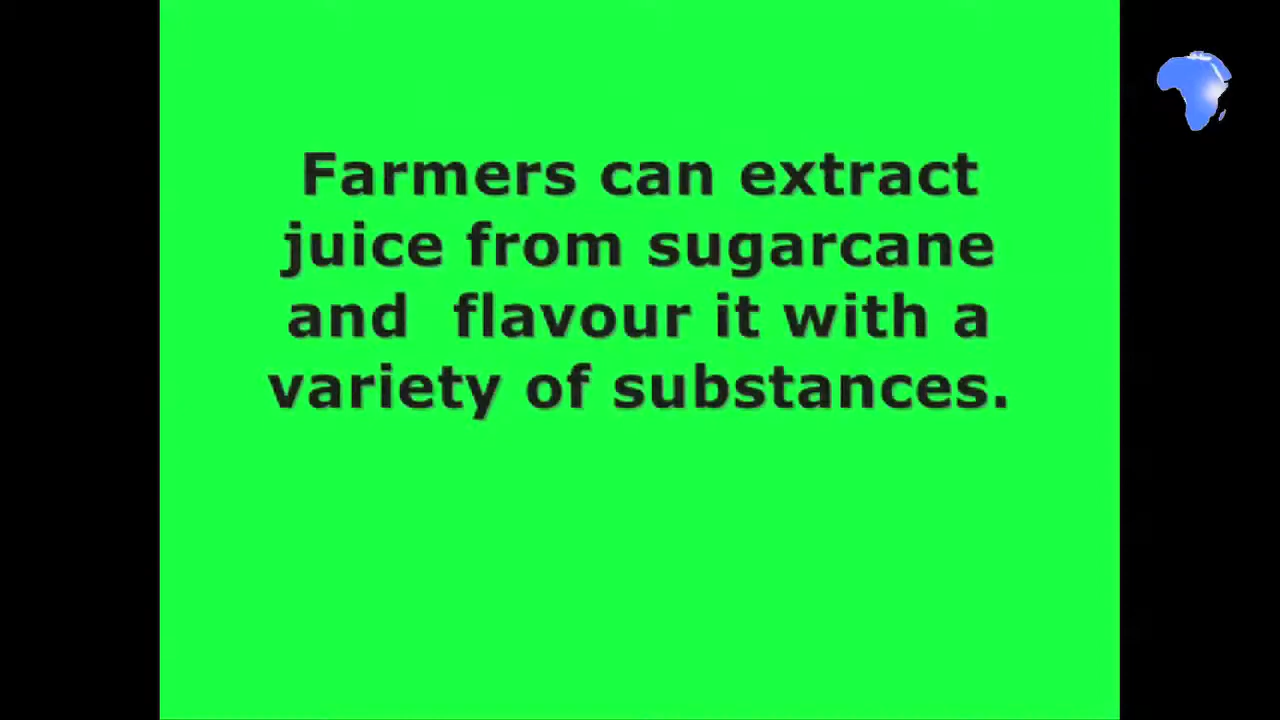 Farmers can extract
juice from sugarcane
and  flavour it with a
variety of substances.